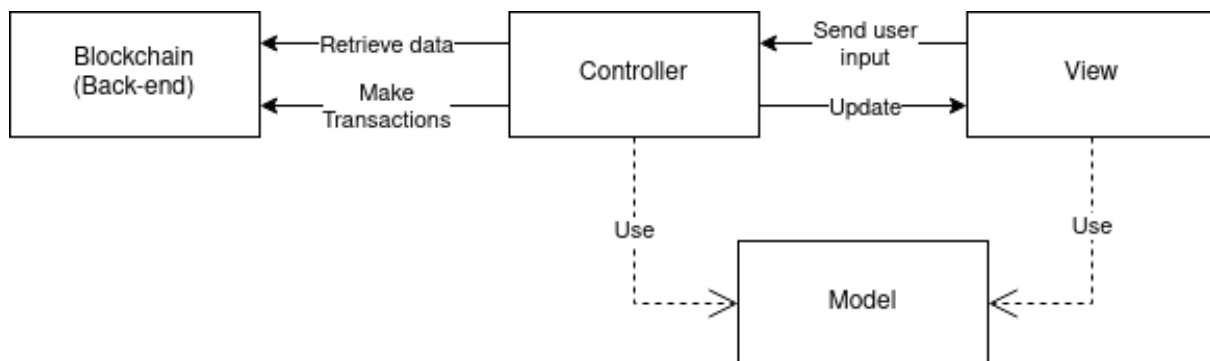 Blockchain
(Back-end)
Retrieve data
Make
Transactions
Controller
Send user
input
Update
View
Use
Use
Model